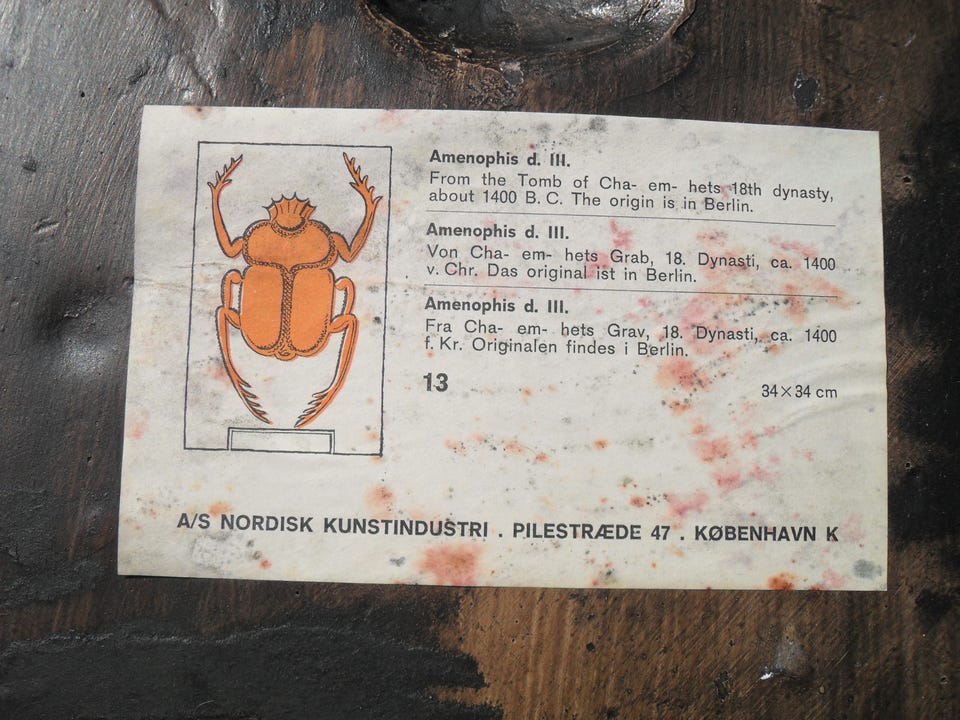 Amenophis d. III.
From the Tomb of Cha- em- hets 18th dynasty,
about 1400 B. C. The origin is in Berlin.
Amenophis d. III.
Von Cha- em- hets Grab, 18. Dynasti, ca. 1400
v. Chr. Das original ist in Berlin.
Amenophis d. III.
Fra Cha- em- hets Grav, 18. Dynasti, ca. 1400
f. Kr. Originalen findes i Berlin.
13
34×34 cm
A/S NORDISK KUNSTINDUSTRI . PILESTRÆDE 47 . KØBENHAVN K